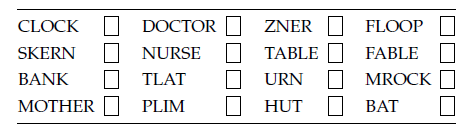 CLOCK DOCTOR ZNER FLOOP
SKERN NURSE TABLE FABLE
BANK TLAT URN MROCK
MOTHER PLIM HUT BAT